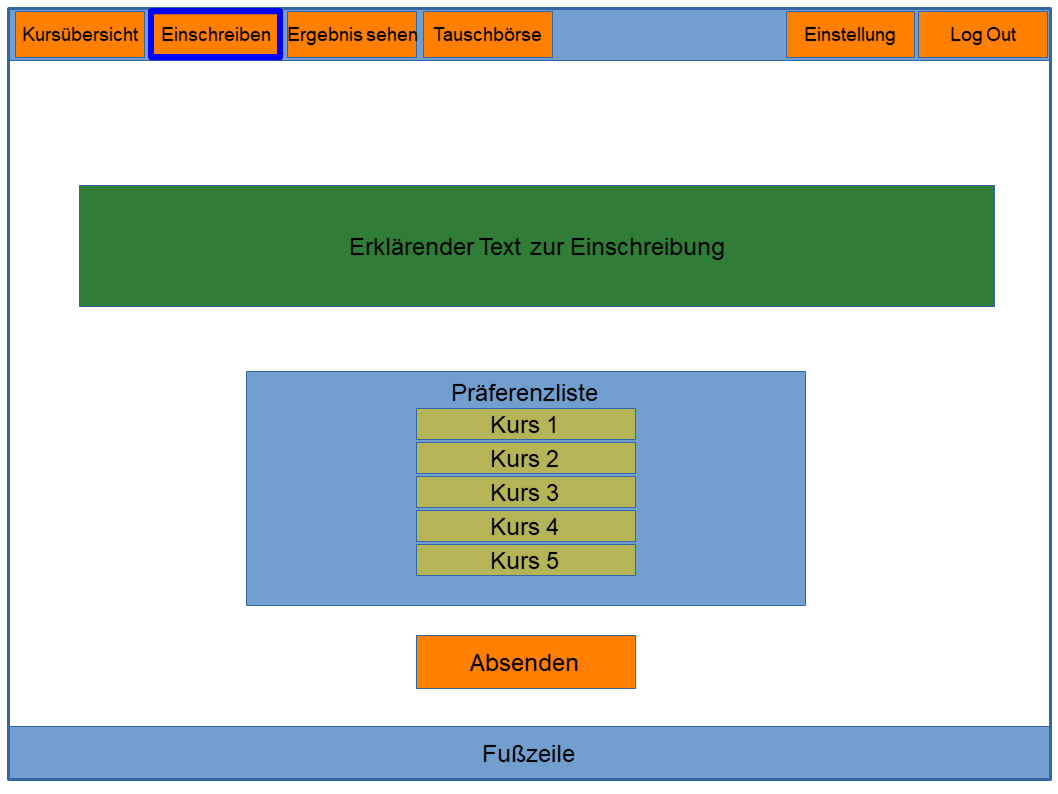 Kursübersicht Einschreiben Ergebnis sehen Tauschbörse Einstellung Log Out
Erklärender Text zur Einschreibung
Präferenzliste
Kurs 1
Kurs 2
Kurs 3
Kurs 4
Kurs 5
Absenden
Fußzeile